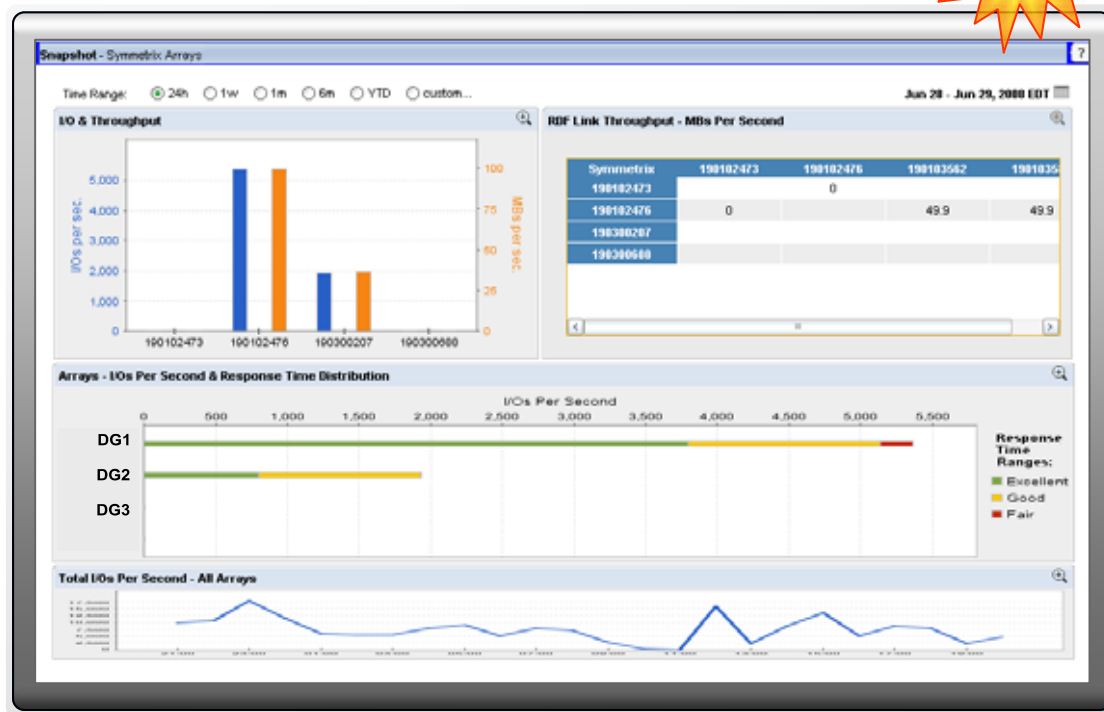 Snapshot - Symmetrix Arrays
?
Time Range: 24h 1w 1m 6m YTD custom...
Jun 28 - Jun 29, 2008 EDT
I/O & Throughput
5,000
4,000
3,000
2,000
1,000
0
I/Os per sec.
100
75
50
25
0
MBs per sec.
190102473 190102476 190300207 190300600
RDF Link Throughput - MBs Per Second
Symmetrix 190102473 190102476 190103562
190102473 0
190102476 0 49.9 49.9
190300207
190300600
Arrays - I/Os Per Second & Response Time Distribution
I/Os Per Second
0 500 1,000 1,500 2,000 2,500 3,000 3,500 4,000 4,500 5,000 5,500
DG1
DG2
DG3
Response
Time
Ranges:
Excellent
Good
Fair
Total I/Os Per Second - All Arrays
0